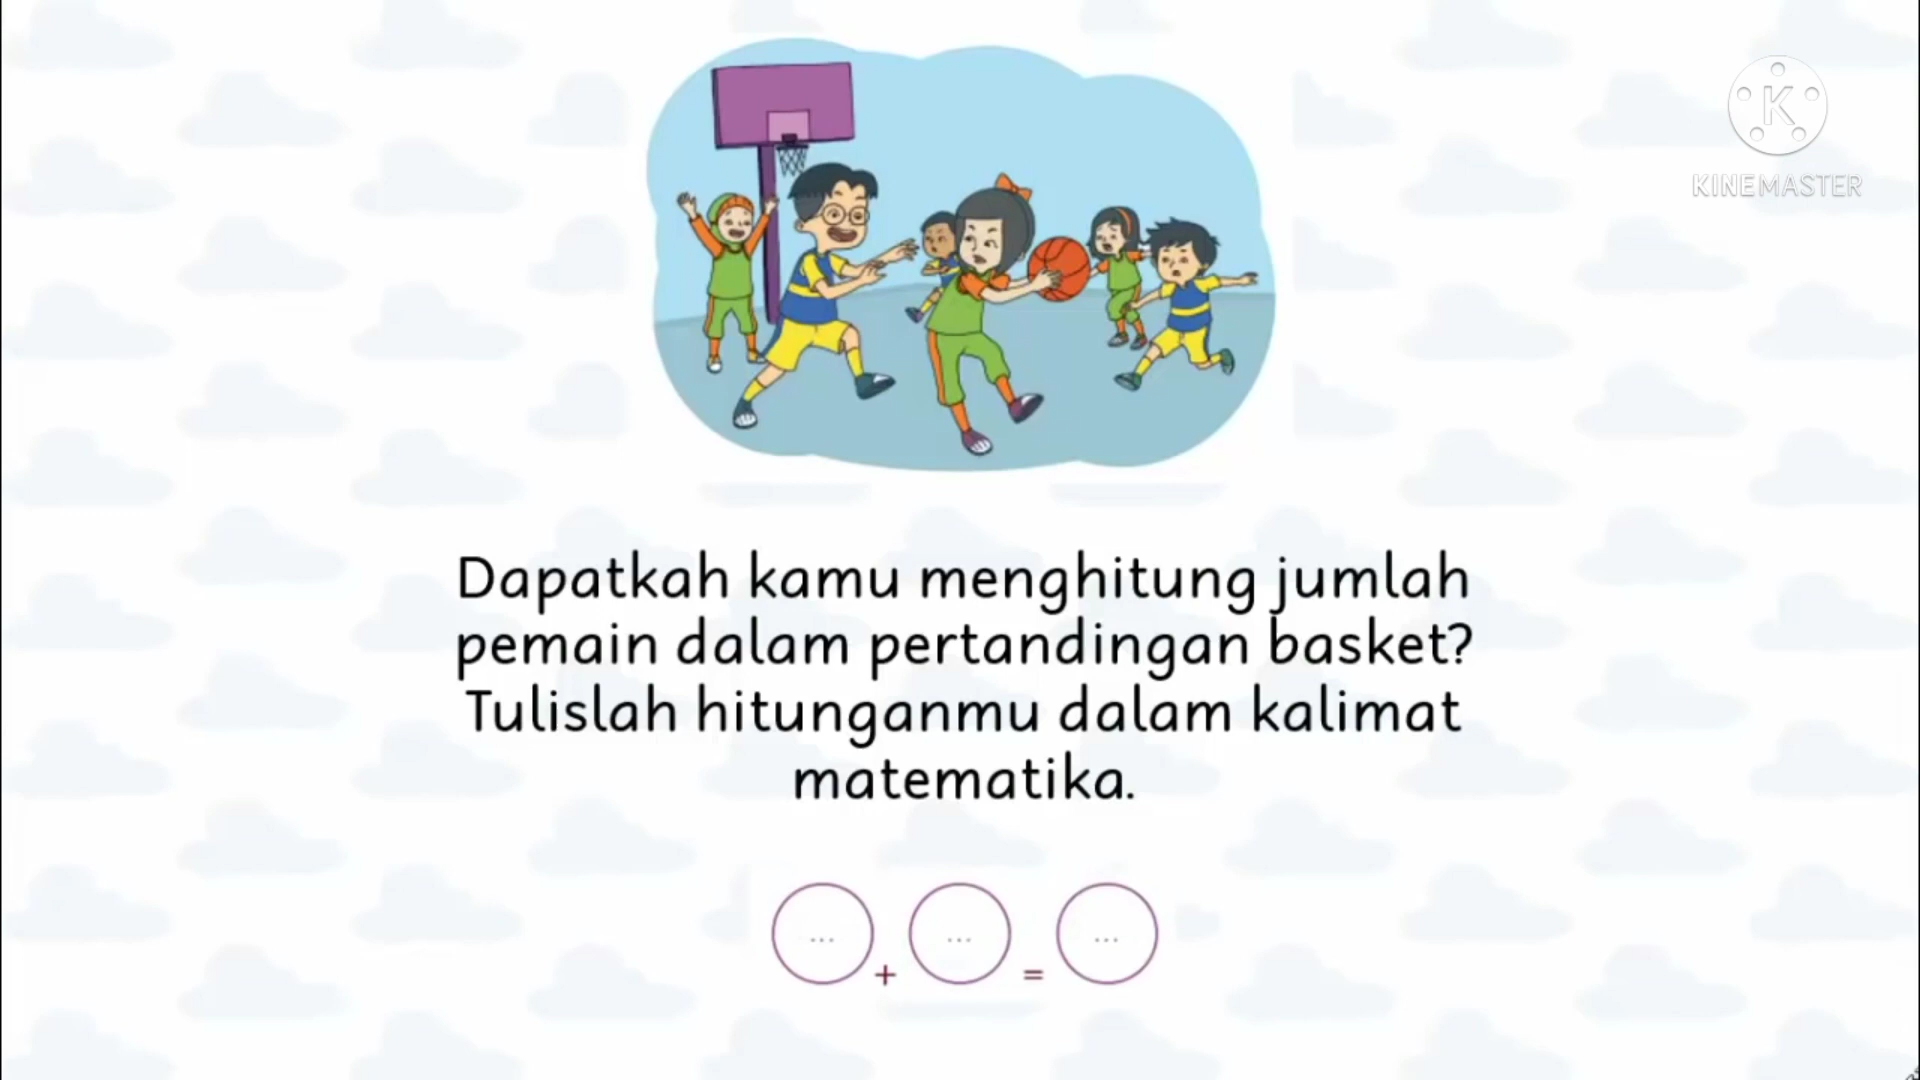 KINEMASTER
Dapatkah kamu menghitung jumlah
pemain dalam pertandingan basket?
Tulislah hitunganmu dalam kalimat
matematika.
... + ... = ...